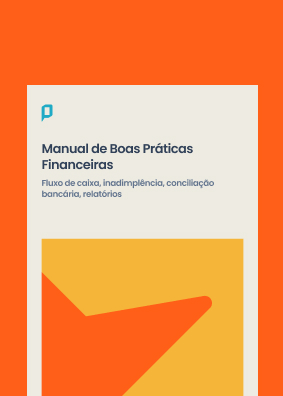 Manual de Boas Práticas
Financeiras
Fluxo de caixa, inadimplência, conciliação
bancária, relatórios